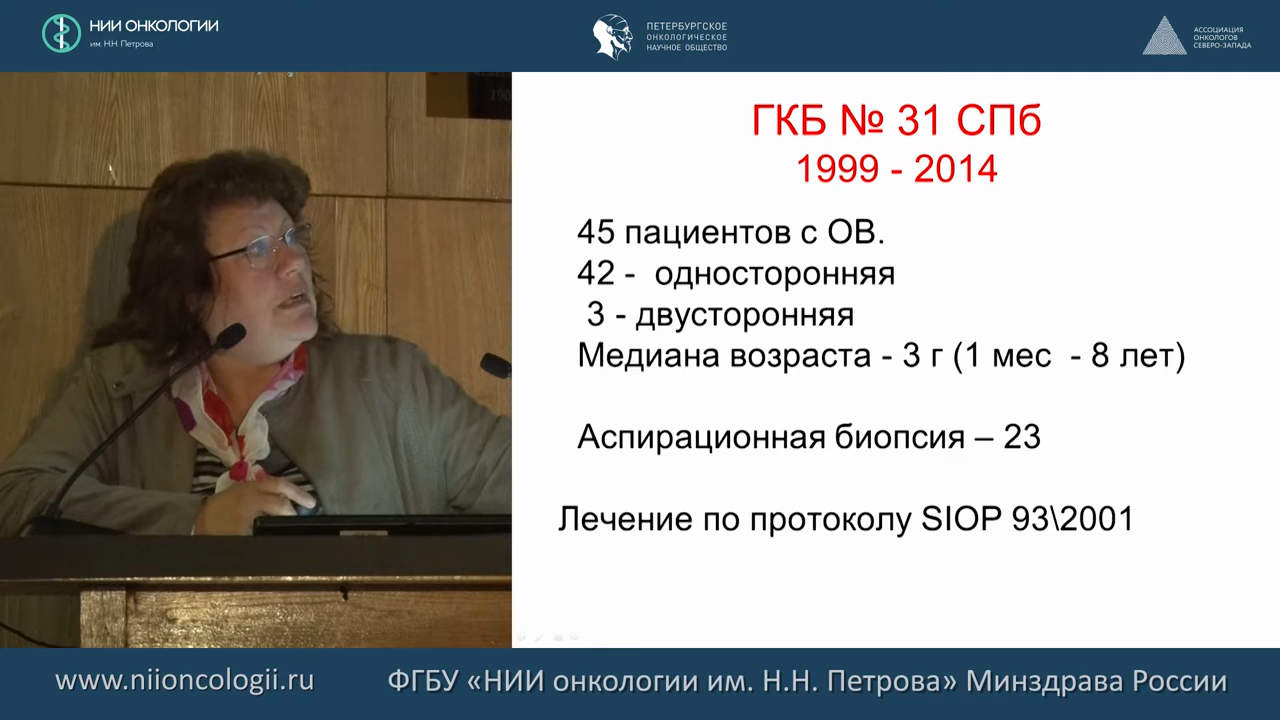 НИИ ОНКОЛОГИИ
им. Н.Н. Петрова
ПЕТЕРБУРГСКОЕ
ОНКОЛОГИЧЕСКОЕ
НАУЧНОЕ ОБЩЕСТВО
АССОЦИАЦИЯ
ОНКОЛОГОВ
СЕВЕРО-ЗАПАДА
ГКБ № 31 СПб
1999 - 2014
45 пациентов с ОВ.
42 - односторонняя
3 - двусторонняя
Медиана возраста - 3 г (1 мес - 8 лет)
Аспирационная биопсия – 23
Лечение по протоколу SIOP 93\2001
www.niioncologii.ru
ФГБУ «НИИ онкологии им. Н.Н. Петрова» Минздрава России